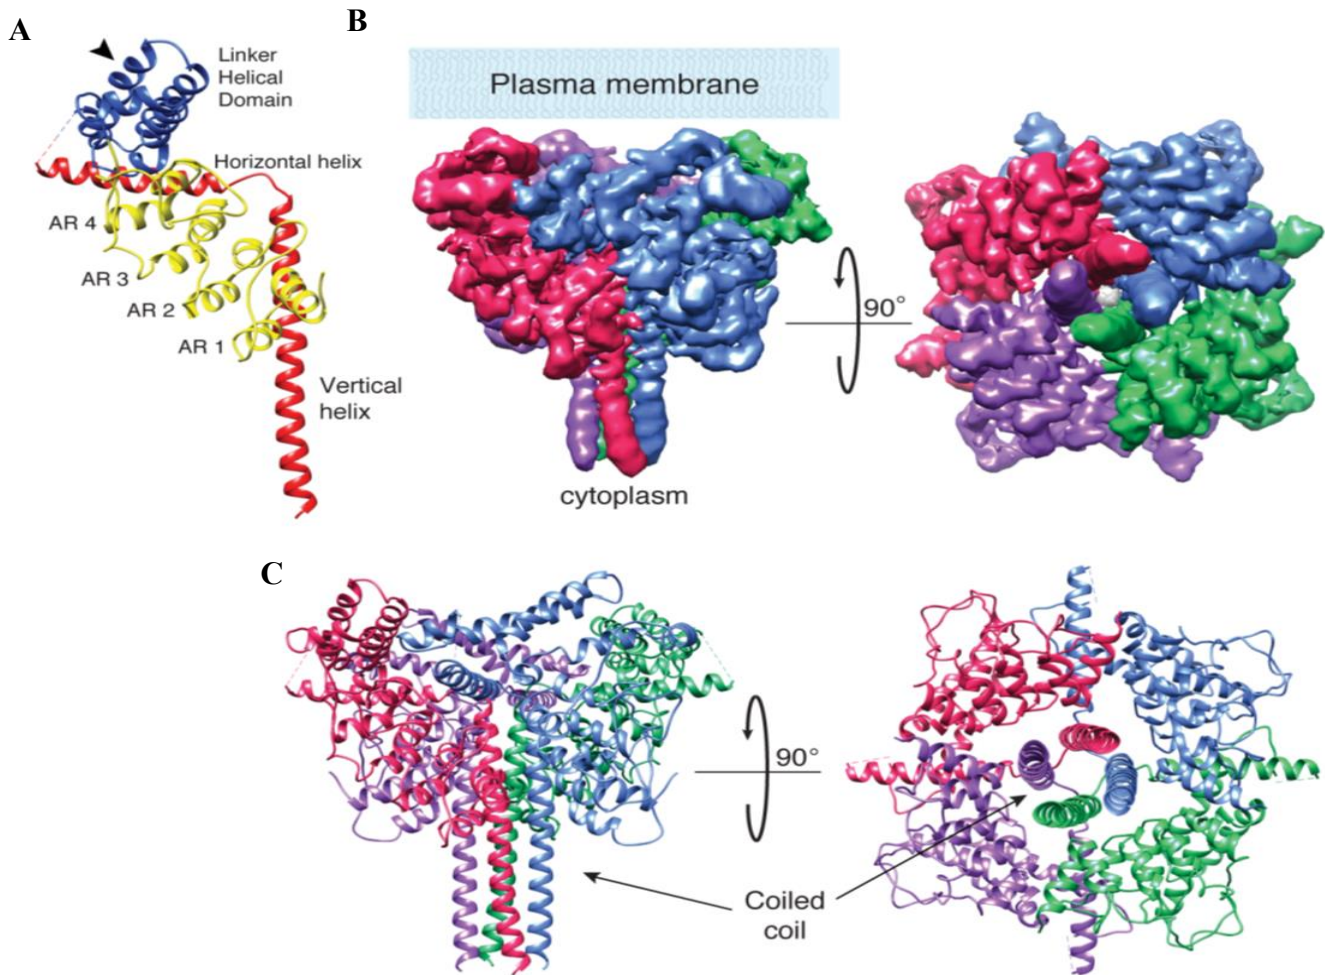 A
B
Linker
Helical
Domain
Horizontal helix
AR 4
AR 3
AR 2
AR 1
Vertical
helix
Plasma membrane
90°
cytoplasm
C
90°
Coiled
coil